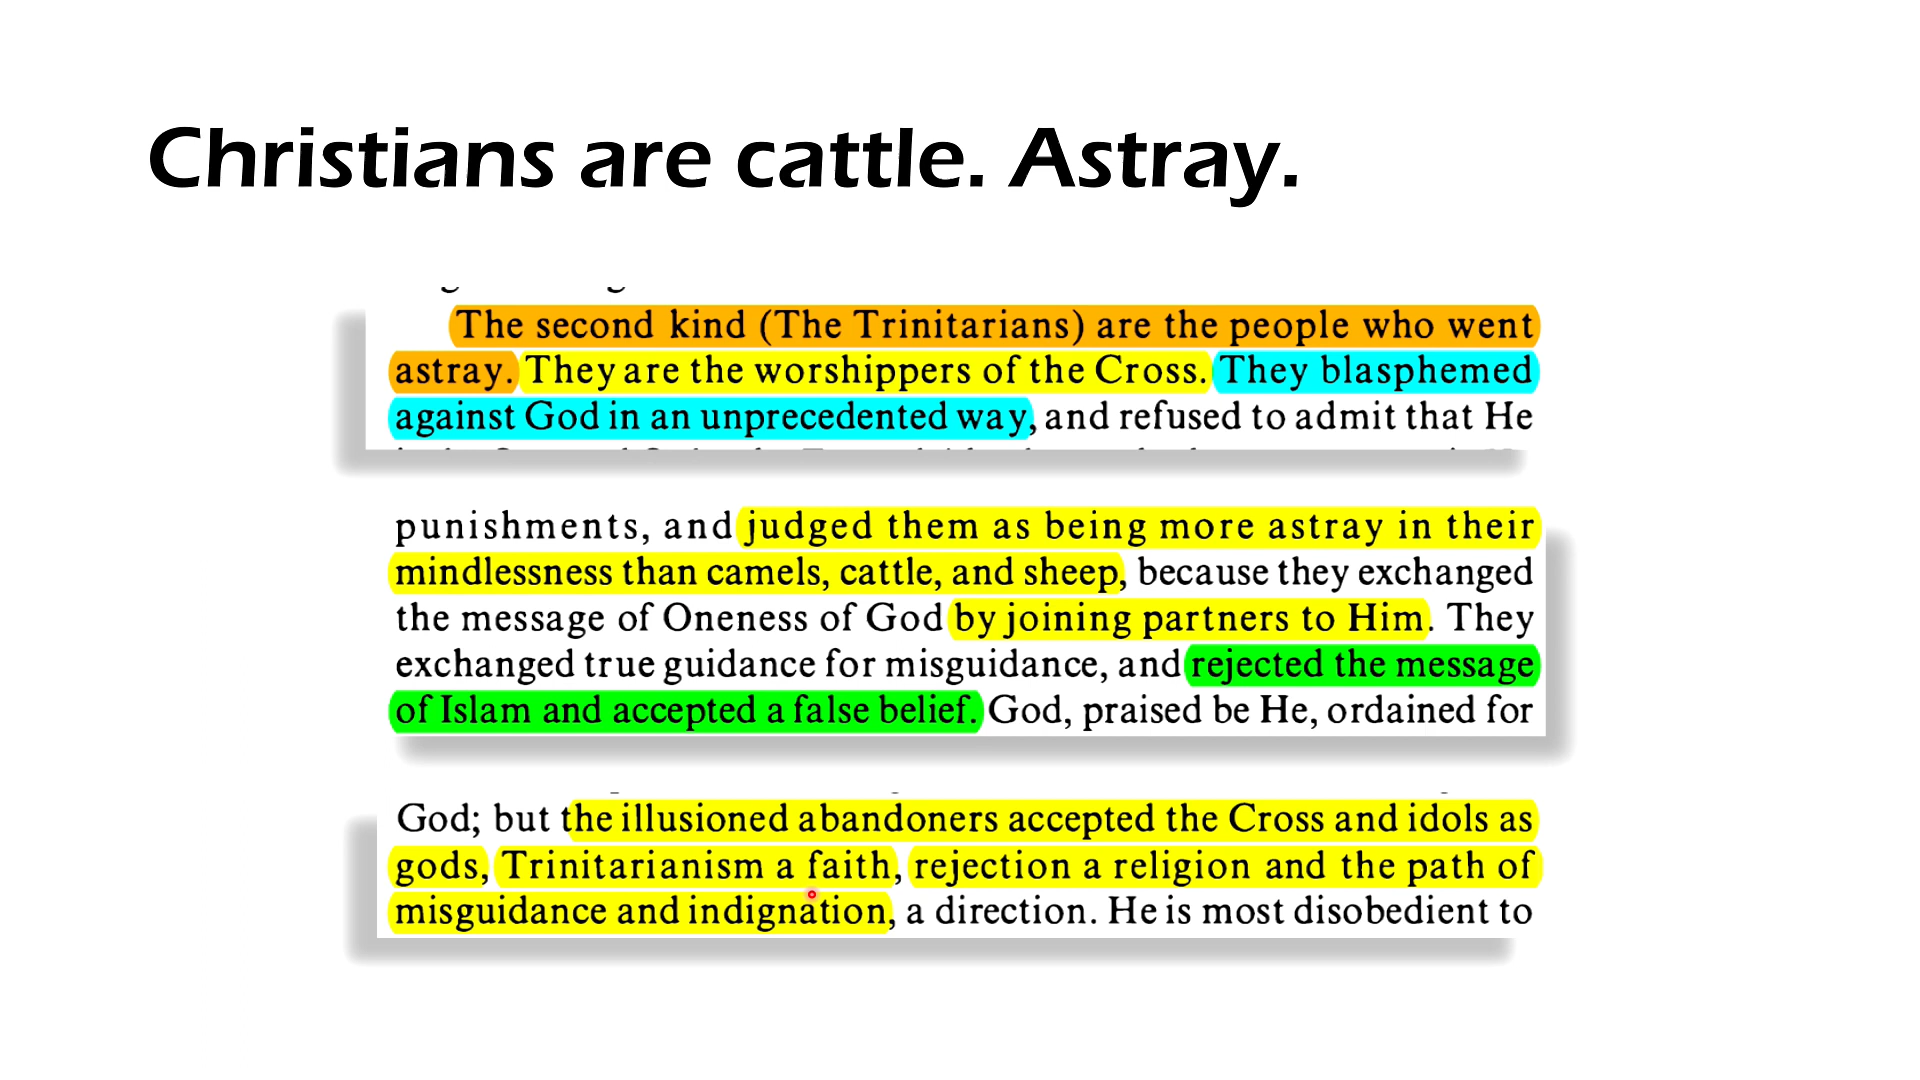 Christians are cattle. Astray.
The second kind (The Trinitarians) are the people who went
astray. They are the worshippers of the Cross. They blasphemed
against God in an unprecedented way, and refused to admit that He
punishments, and judged them as being more astray in their
mindlessness than camels, cattle, and sheep, because they exchanged
the message of Oneness of God by joining partners to Him. They
exchanged true guidance for misguidance, and rejected the message
of Islam and accepted a false belief. God, praised be He, ordained for
God; but the illusioned abandoners accepted the Cross and idols as
gods, Trinitarianism a faith, rejection a religion and the path of
misguidance and indignation, a direction. He is most disobedient to